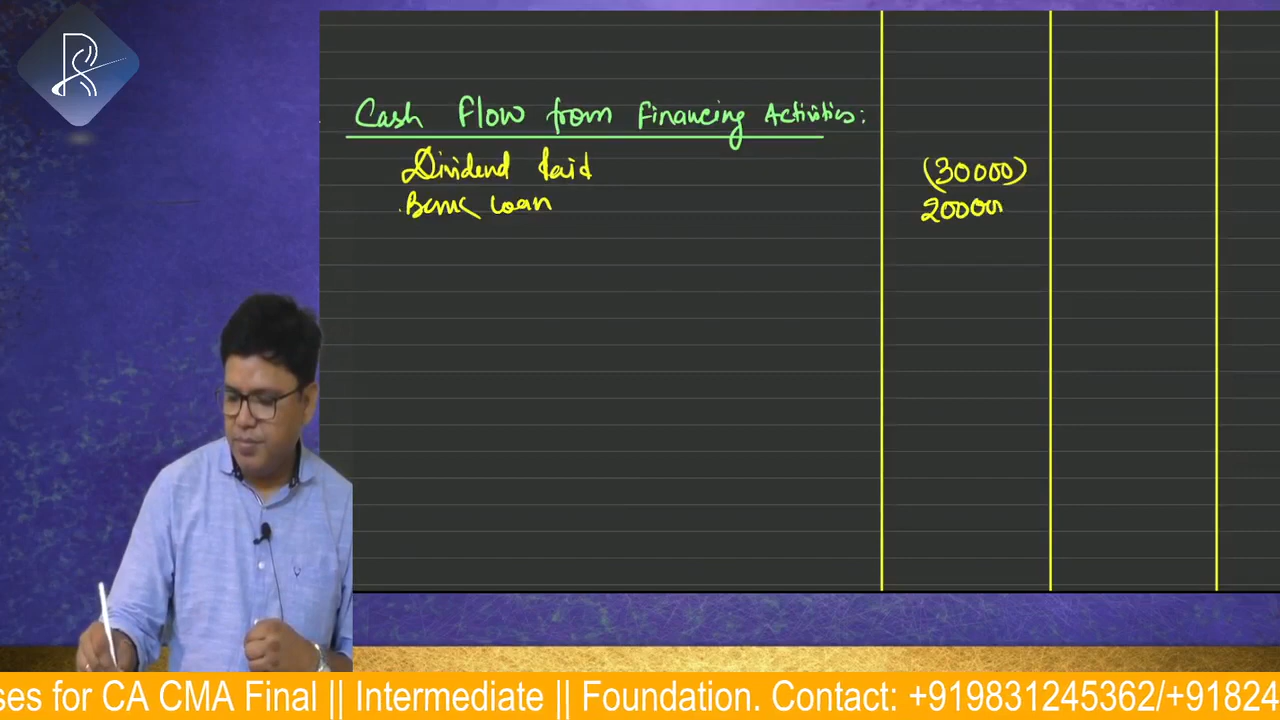 Cash Flow from Financing Activities:
Dividend Paid (30000)
Bank Loan 20000
ses for CA CMA Final || Intermediate || Foundation. Contact: +919831245362/+91824